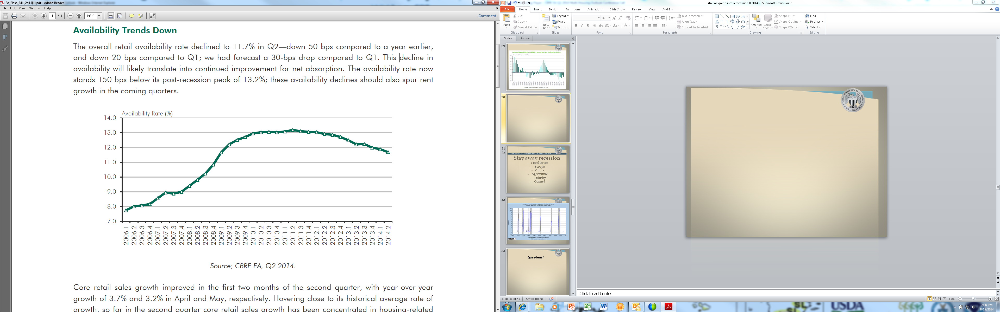 EA_Flash_RTL_2q14[1].pdf - Adobe Reader
File Edit View Window Help
1 / 3 198% Comment
Availability Trends Down
The overall retail availability rate declined to 11.7% in Q2—down 50 bps compared to a year earlier,
and down 20 bps compared to Q1; we had forecast a 30-bps drop compared to Q1. This decline in
availability will likely translate into continued improvement for net absorption. The availability rate now
stands 150 bps below its post-recession peak of 13.2%; these availability declines should also spur rent
growth in the coming quarters.
Availability Rate (%)
14.0
13.0
12.0
11.0
10.0
9.0
8.0
7.0
2006.1 2006.2 2006.3 2006.4 2007.1 2007.2 2007.3 2007.4 2008.1 2008.2 2008.3 2008.4 2009.1 2009.2 2009.3 2009.4 2010.1 2010.2 2010.3 2010.4 2011.1 2011.2 2011.3 2011.4 2012.1 2012.2 2012.3 2012.4 2013.1 2013.2 2013.3 2013.4 2014.1 2014.2
Source: CBRE EA, Q2 2014.
Core retail sales growth improved in the first two months of the second quarter, with year-over-year
growth of 3.7% and 3.2% in April and May, respectively. Hovering close to its historical average rate of
growth, so far in the second quarter core retail sales growth has been concentrated in housing-related
Are we going into a recession 8 2014 - Microsoft PowerPoint
File Home Insert Design Transitions Animations Slide Show Review View Add-Ins
Paste
Cut
Copy
Format Painter
Clipboard
New
Slide
Layout
Reset
Section
Slides
36
Font
Text Direction
Align Text
Convert to SmartArt
Paragraph
Arrange
Quick
Styles
Shape Fill
Shape Outline
Shape Effects
Drawing
Find
Replace
Select
Editing
Slides Outline
29
30
31
THE FEDERAL RESERVE BANK of MINNEAPOLIS
Stay away recession!
- Fiscal issues
- Europe
- China
- Agriculture
- Unlucky
- Others?
32
FRED
33
Questions?
FEDERAL RESERVE BANK OF MINNEAPOLIS
NINTH DISTRICT
Click to add notes
Slide 30 of 46 "Office Theme" 80%
USDA
2:36 PM
8/12/2014